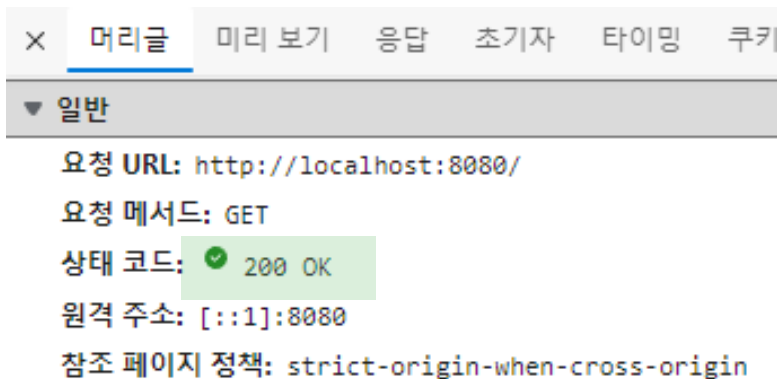 × 머리글 미리 보기 응답 초기자 타이밍 쿠키
▼ 일반
요청 URL: http://localhost:8080/
요청 메서드: GET
상태 코드: 200 OK
원격 주소: [::1]:8080
참조 페이지 정책: strict-origin-when-cross-origin